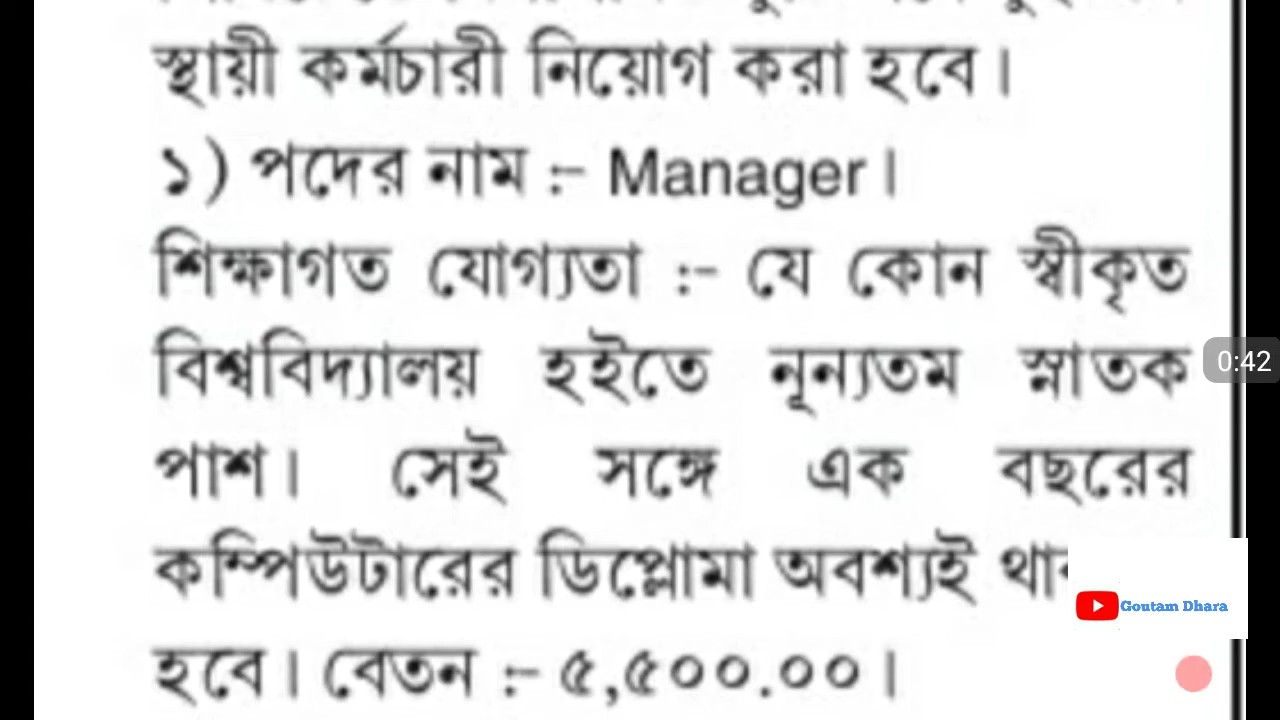 স্থায়ী কর্মচারী নিয়োগ করা হবে।
১) পদের নাম :- Manager।
শিক্ষাগত যোগ্যতা :- যে কোন স্বীকৃত
বিশ্ববিদ্যালয় হইতে নূন্যতম স্নাতক
0:42
পাশ। সেই সঙ্গে এক বছরের
কম্পিউটারের ডিপ্লোমা অবশ্যই
Goutam Dhara
হবে। বেতন :- ৫,৫০০.০০।